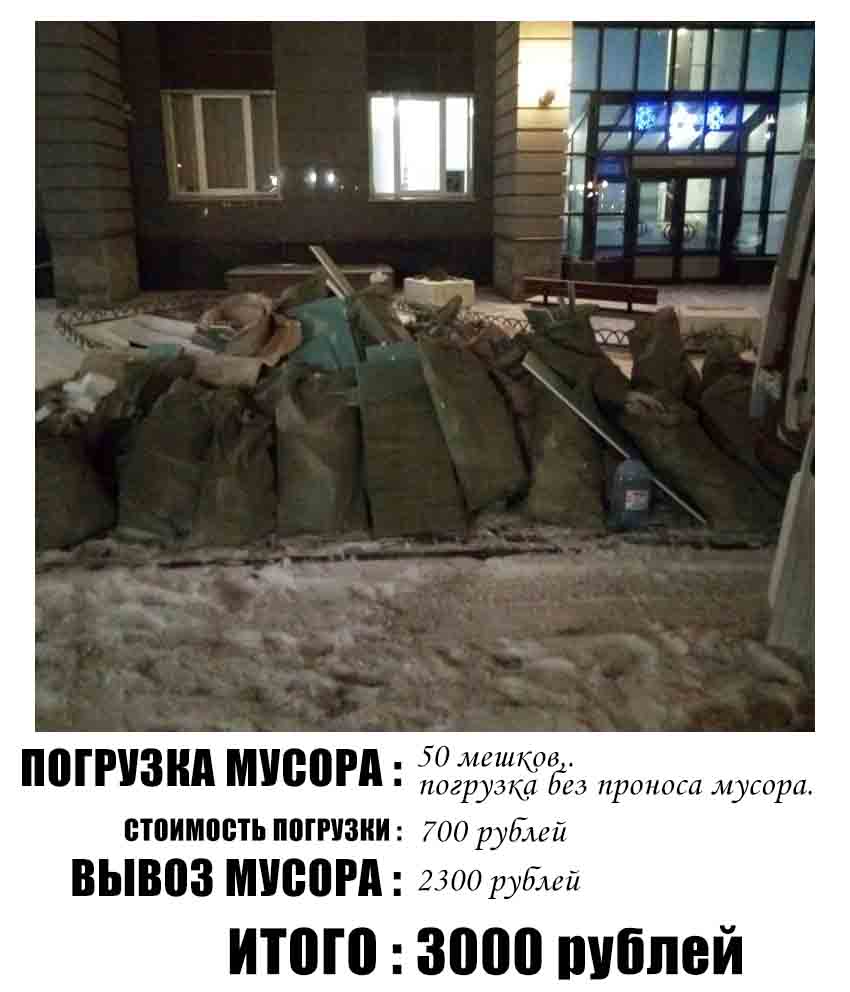 ПОГРУЗКА МУСОРА : 50 мешков,.
погрузка без проноса мусора.
СТОИМОСТЬ ПОГРУЗКИ : 700 рублей
ВЫВОЗ МУСОРА : 2300 рублей
ИТОГО : 3000 рублей